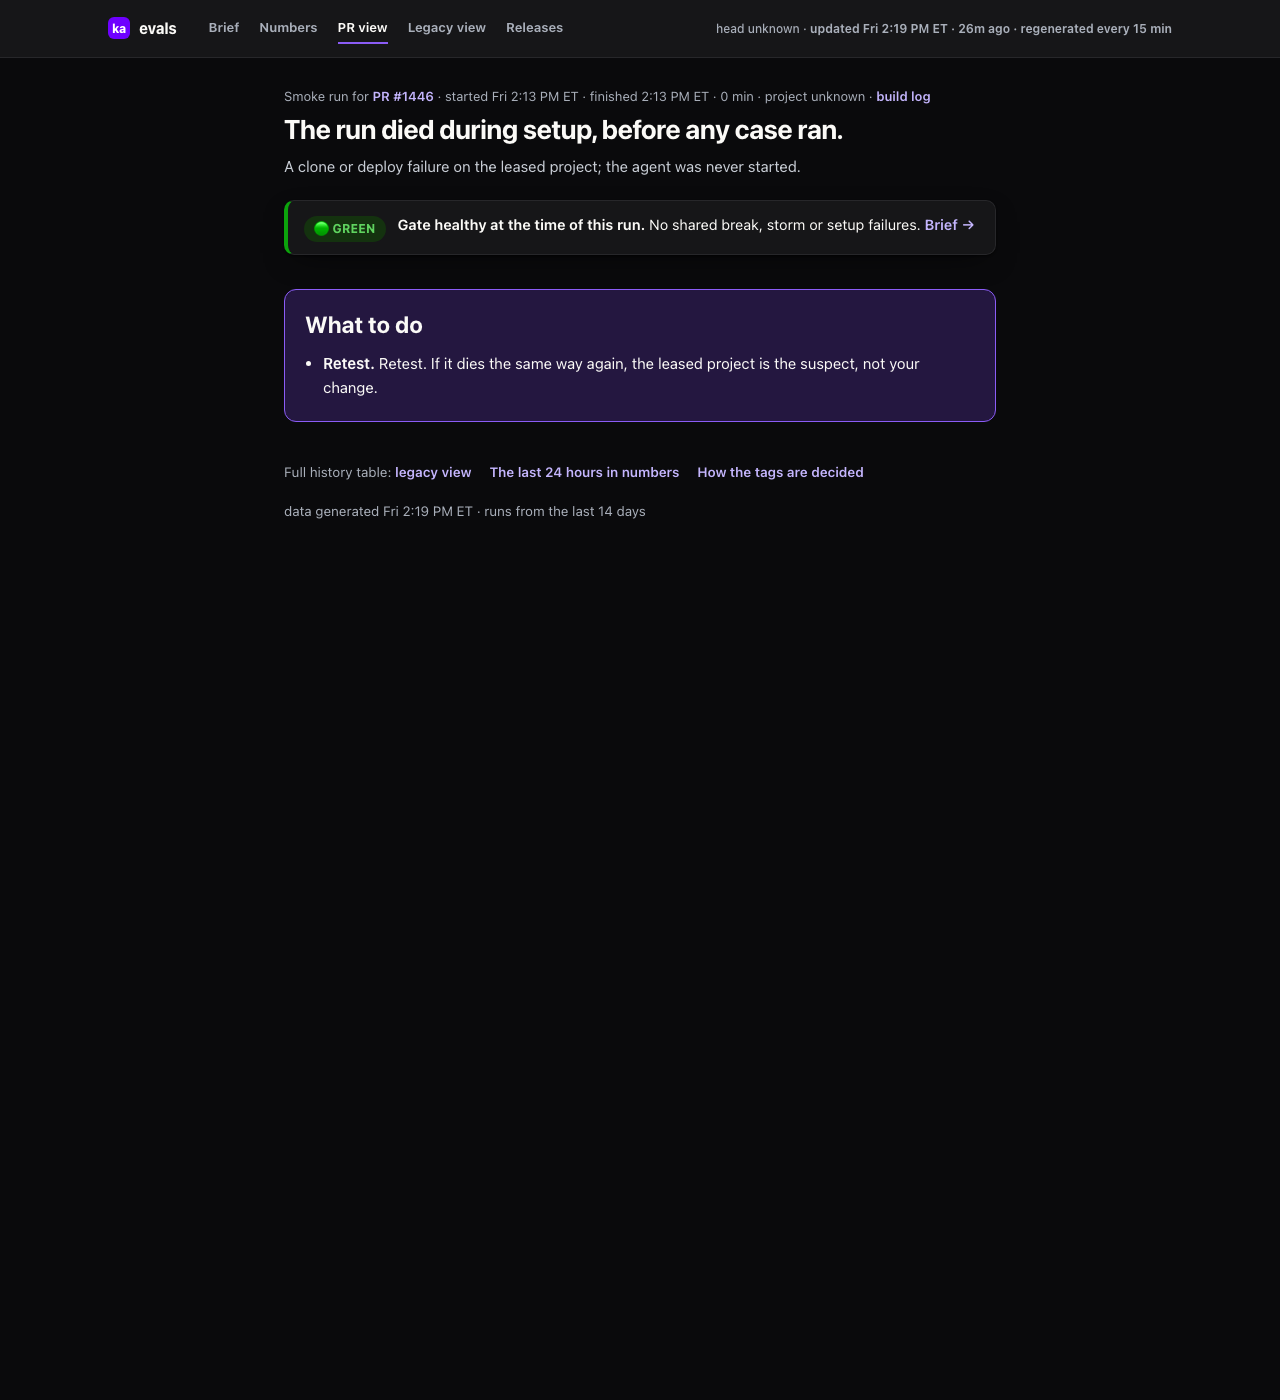 ka evals Brief Numbers PR view Legacy view Releases head unknown · updated Fri 2:19 PM ET · 26m ago · regenerated every 15 min
Smoke run for PR #1446 · started Fri 2:13 PM ET · finished 2:13 PM ET · 0 min · project unknown · build log
The run died during setup, before any case ran.
A clone or deploy failure on the leased project; the agent was never started.
GREEN Gate healthy at the time of this run. No shared break, storm or setup failures. Brief →
What to do
• Retest. Retest. If it dies the same way again, the leased project is the suspect, not your
change.
Full history table: legacy view The last 24 hours in numbers How the tags are decided
data generated Fri 2:19 PM ET · runs from the last 14 days